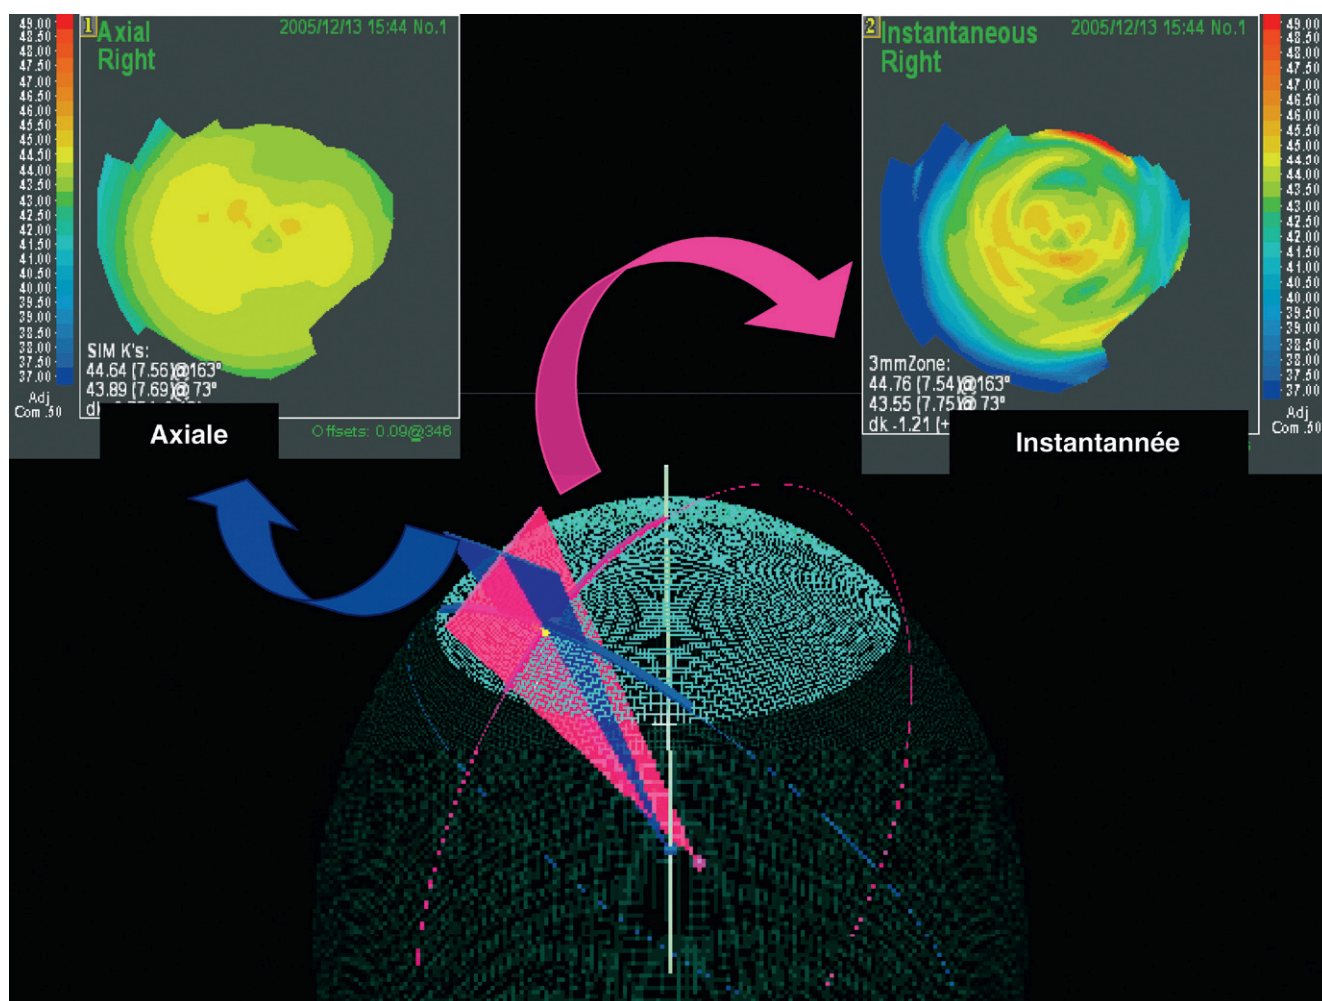 49.00
48.50
48.00
47.00
46.50
46.00
45.50
45.00
44.50
44.00
43.50
43.00
42.50
42.00
41.50
41.00
40.50
40.00
39.50
39.00
38.50
38.00
37.50
37.00
Adj
Com .50
1 Axial
Right
2005/12/13 15:44 No.1
SIM K's:
44.64 (7.56)@163°
43.89 (7.69)@ 73°
Offsets: 0.09@346
Axiale
2 Instantaneous
Right
2005/12/13 15:44 No.1
3mmZone:
44.76 (7.54)@163°
43.55 (7.75)@ 73°
dk -1.21 (+
Instantannée
49.00
48.50
48.00
47.00
46.50
46.00
45.50
45.00
44.50
44.00
43.50
43.00
42.50
42.00
41.50
41.00
40.50
40.00
39.50
39.00
38.50
38.00
37.50
37.00
Adj
Com .50